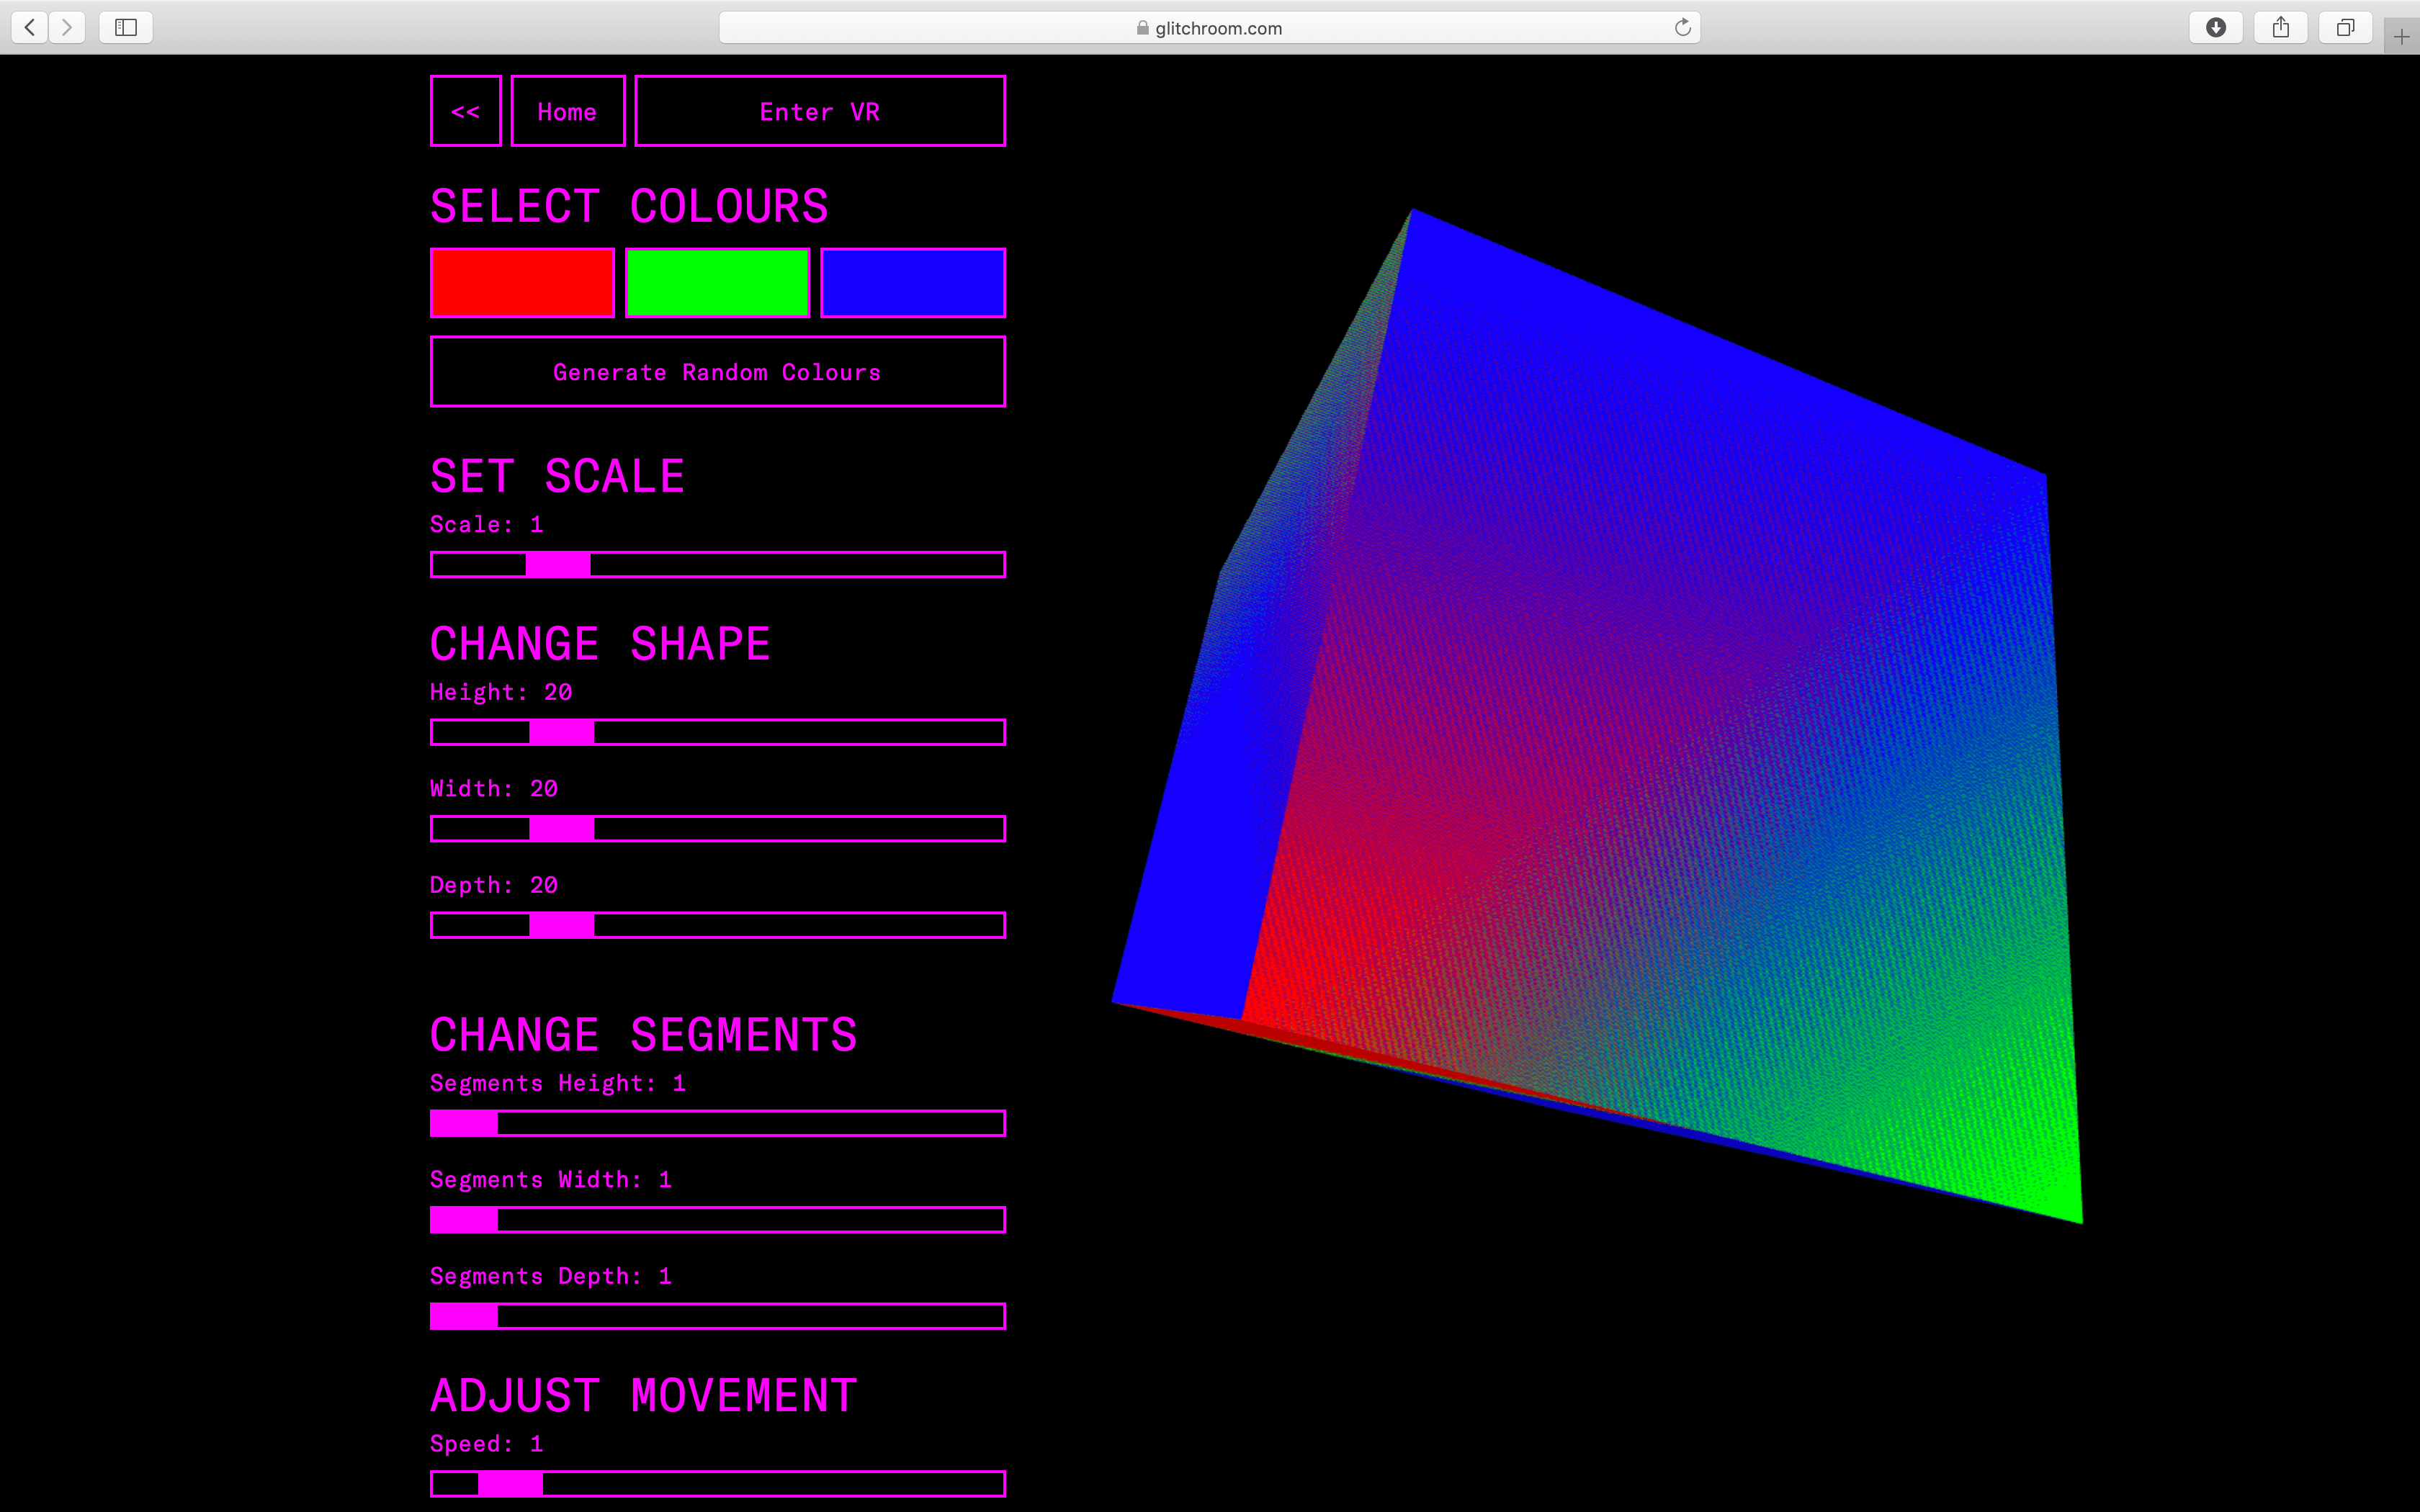 glitchroom.com
<< Home Enter VR
SELECT COLOURS
Generate Random Colours
SET SCALE
Scale: 1
CHANGE SHAPE
Height: 20
Width: 20
Depth: 20
CHANGE SEGMENTS
Segments Height: 1
Segments Width: 1
Segments Depth: 1
ADJUST MOVEMENT
Speed: 1